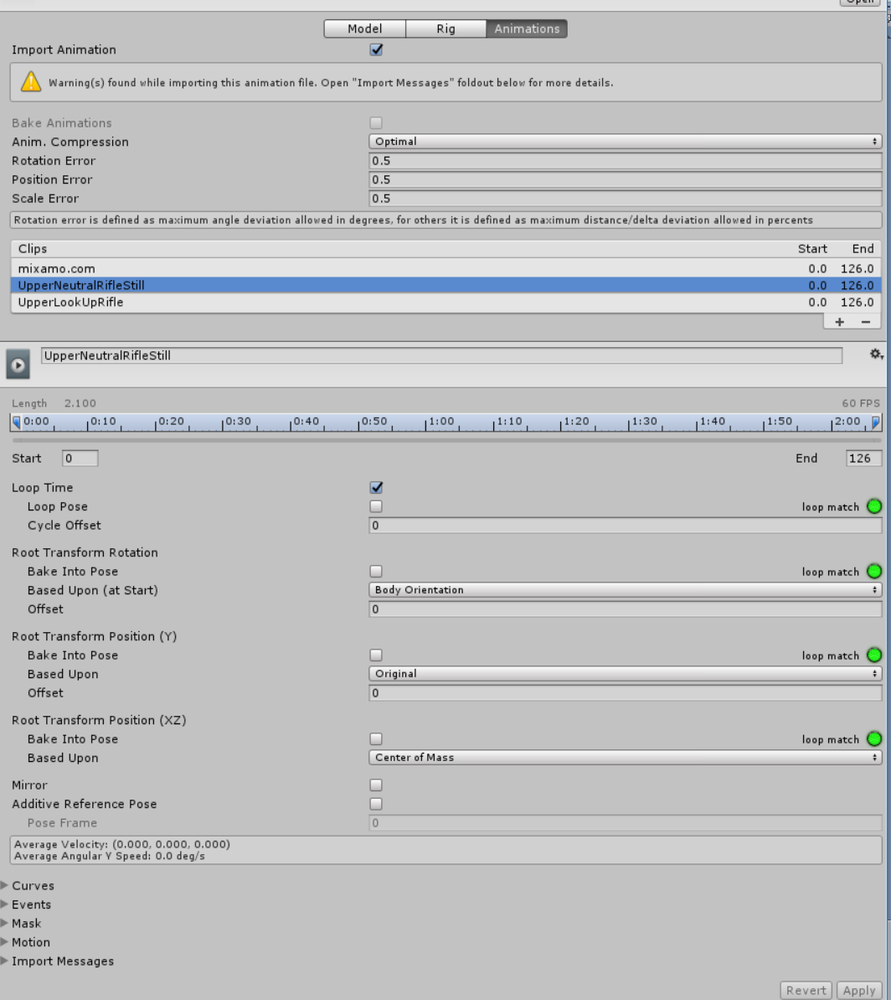 Open
Model Rig Animations
Import Animation
Warning(s) found while importing this animation file. Open "Import Messages" foldout below for more details.
Bake Animations
Anim. Compression Optimal
Rotation Error 0.5
Position Error 0.5
Scale Error 0.5
Rotation error is defined as maximum angle deviation allowed in degrees, for others it is defined as maximum distance/delta deviation allowed in percents
Clips Start End
mixamo.com 0.0 126.0
UpperNeutralRifleStill 0.0 126.0
UpperLookUpRifle 0.0 126.0
+ −
UpperNeutralRifleStill
Length 2.100 60 FPS
0:00 0:10 0:20 0:30 0:40 0:50 1:00 1:10 1:20 1:30 1:40 1:50 2:00
Start 0 End 126
Loop Time
Loop Pose loop match
Cycle Offset 0
Root Transform Rotation
Bake Into Pose loop match
Based Upon (at Start) Body Orientation
Offset 0
Root Transform Position (Y)
Bake Into Pose loop match
Based Upon Original
Offset 0
Root Transform Position (XZ)
Bake Into Pose loop match
Based Upon Center of Mass
Mirror
Additive Reference Pose
Pose Frame 0
Average Velocity: (0.000, 0.000, 0.000)
Average Angular Y Speed: 0.0 deg/s
Curves
Events
Mask
Motion
Import Messages
Revert Apply